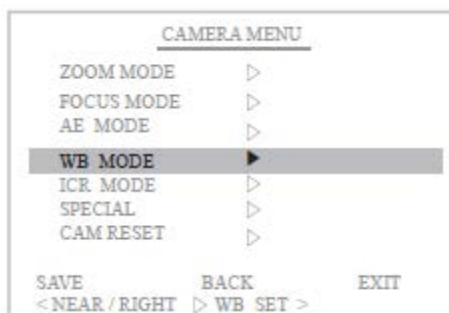 CAMERA MENU
ZOOM MODE ▷
FOCUS MODE ▷
AE MODE ▷
WB MODE ▶
ICR MODE ▷
SPECIAL ▷
CAM RESET ▷
SAVE BACK EXIT
< NEAR / RIGHT ▷ WB SET >